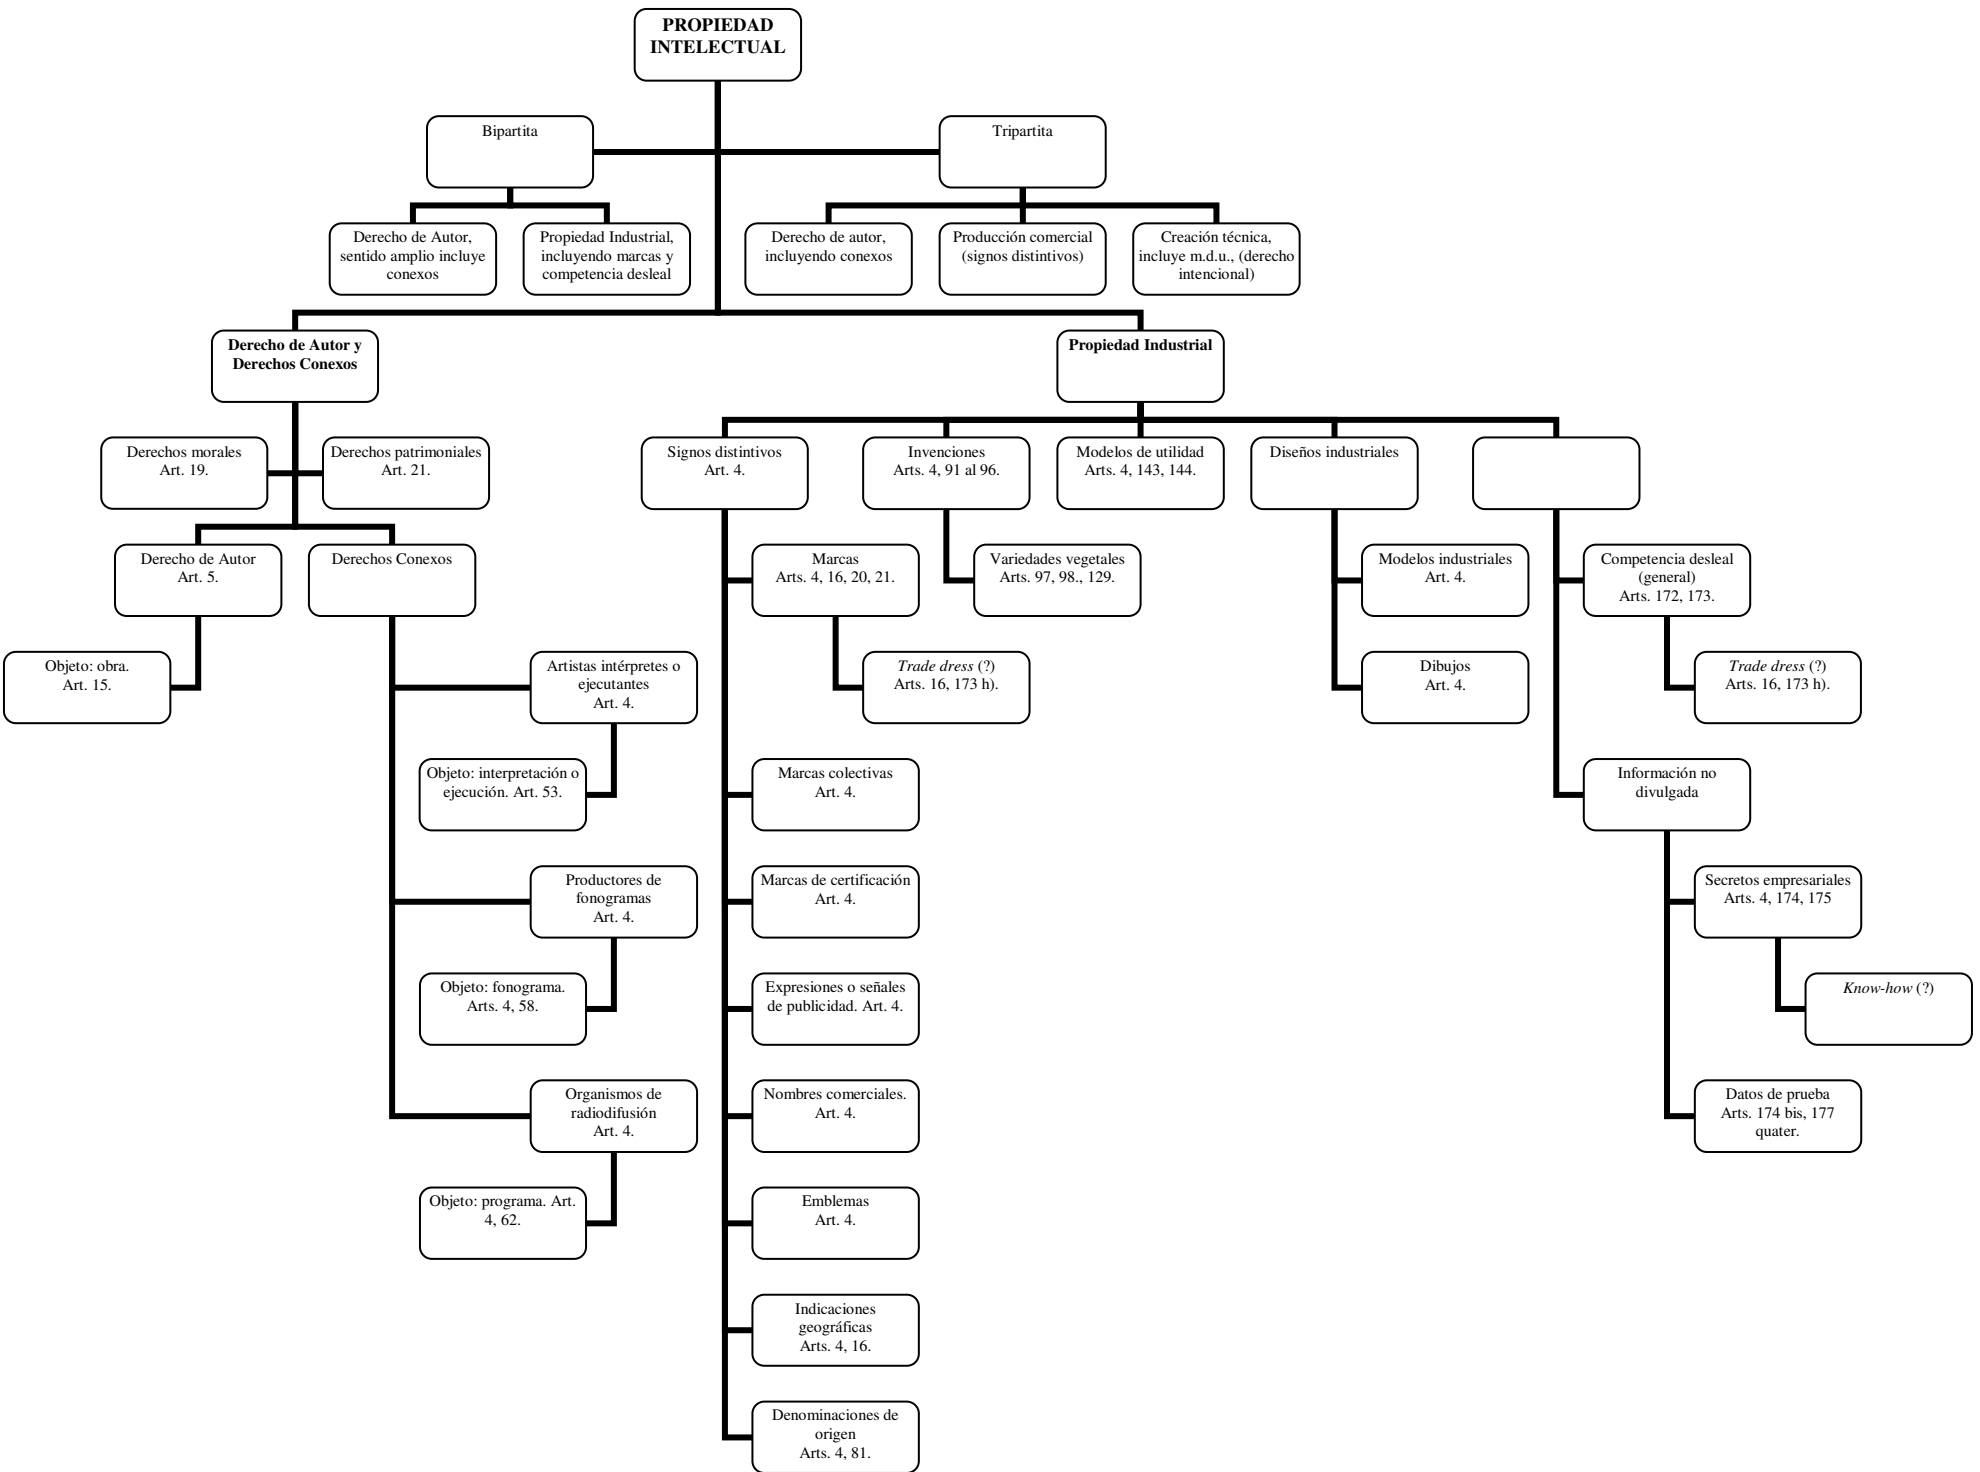 PROPIEDAD
INTELECTUAL
Bipartita
Tripartita
Derecho de Autor,
sentido amplio incluye
conexos
Propiedad Industrial,
incluyendo marcas y
competencia desleal
Derecho de autor,
incluyendo conexos
Producción comercial
(signos distintivos)
Creación técnica,
incluye m.d.u., (derecho
intencional)
Derecho de Autor y
Derechos Conexos
Propiedad Industrial
Derechos morales
Art. 19.
Derechos patrimoniales
Art. 21.
Signos distintivos
Art. 4.
Invenciones
Arts. 4, 91 al 96.
Modelos de utilidad
Arts. 4, 143, 144.
Diseños industriales
Derecho de Autor
Art. 5.
Derechos Conexos
Marcas
Arts. 4, 16, 20, 21.
Variedades vegetales
Arts. 97, 98., 129.
Modelos industriales
Art. 4.
Competencia desleal
(general)
Arts. 172, 173.
Objeto: obra.
Art. 15.
Artistas intérpretes o
ejecutantes
Art. 4.
Trade dress (?)
Arts. 16, 173 h).
Dibujos
Art. 4.
Trade dress (?)
Arts. 16, 173 h).
Objeto: interpretación o
ejecución. Art. 53.
Marcas colectivas
Art. 4.
Información no
divulgada
Productores de
fonogramas
Art. 4.
Marcas de certificación
Art. 4.
Secretos empresariales
Arts. 4, 174, 175
Objeto: fonograma.
Arts. 4, 58.
Expresiones o señales
de publicidad. Art. 4.
Know-how (?)
Organismos de
radiodifusión
Art. 4.
Nombres comerciales.
Art. 4.
Datos de prueba
Arts. 174 bis, 177
quater.
Objeto: programa. Art.
4, 62.
Emblemas
Art. 4.
Indicaciones
geográficas
Arts. 4, 16.
Denominaciones de
origen
Arts. 4, 81.